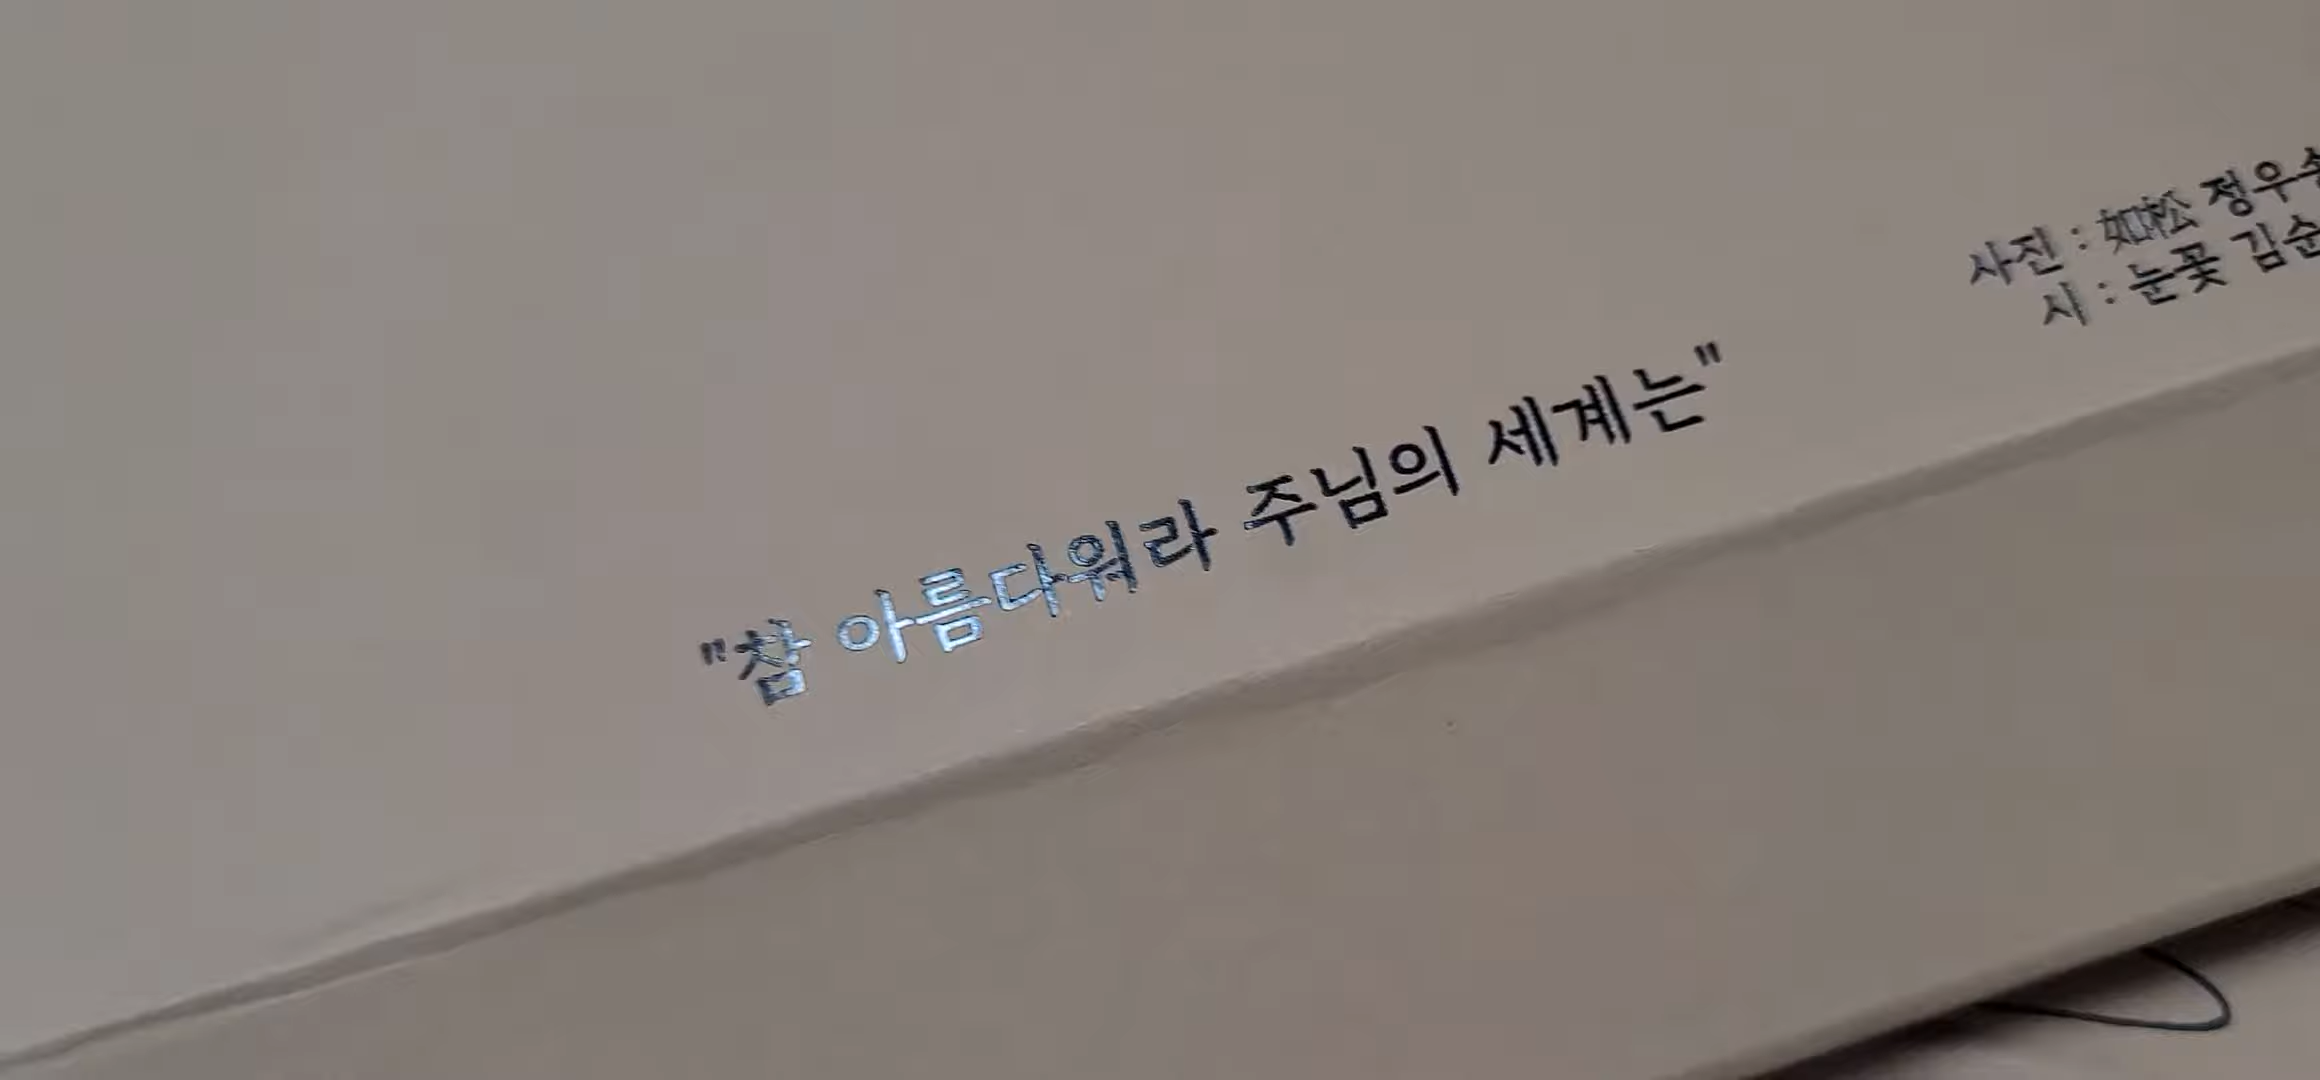 사진 : 如松 정우
시 : 눈꽃 김순
"참 아름다워라 주님의 세계는"